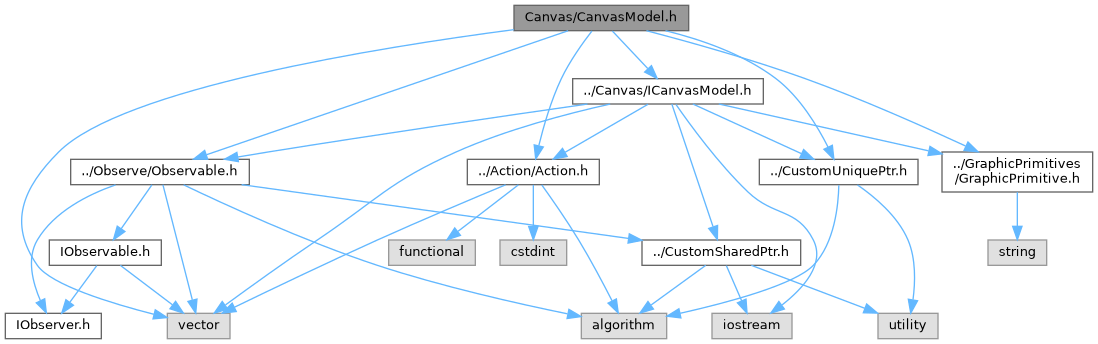 Canvas/CanvasModel.h
../Canvas/ICanvasModel.h
../Observe/Observable.h
../Action/Action.h
../CustomUniquePtr.h
../GraphicPrimitives
/GraphicPrimitive.h
IObservable.h
functional
cstdint
../CustomSharedPtr.h
string
IObserver.h
vector
algorithm
iostream
utility